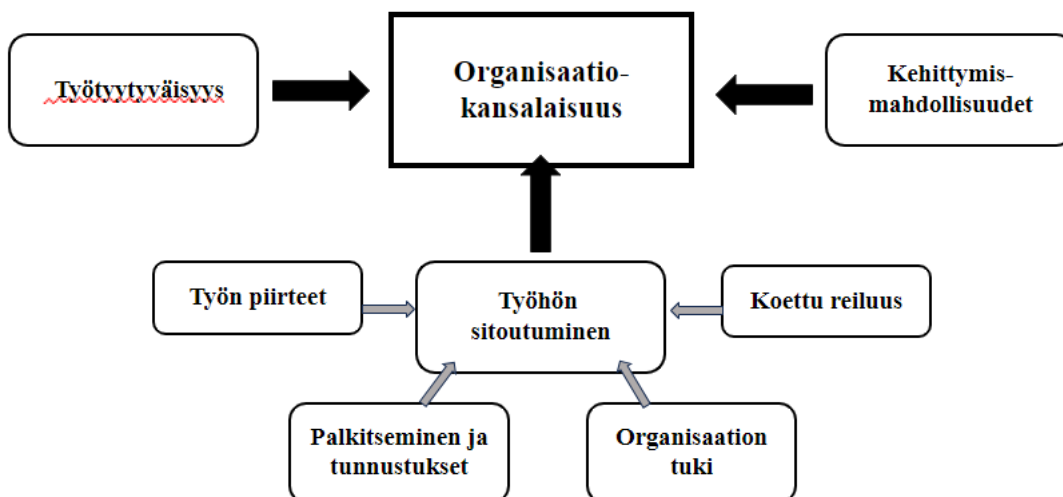 Työtyytyväisyys
Organisaatio-
kansalaisuus
Kehittymis-
mahdollisuudet
Työn piirteet
Työhön
sitoutuminen
Koettu reiluus
Palkitseminen ja
tunnustukset
Organisaation
tuki